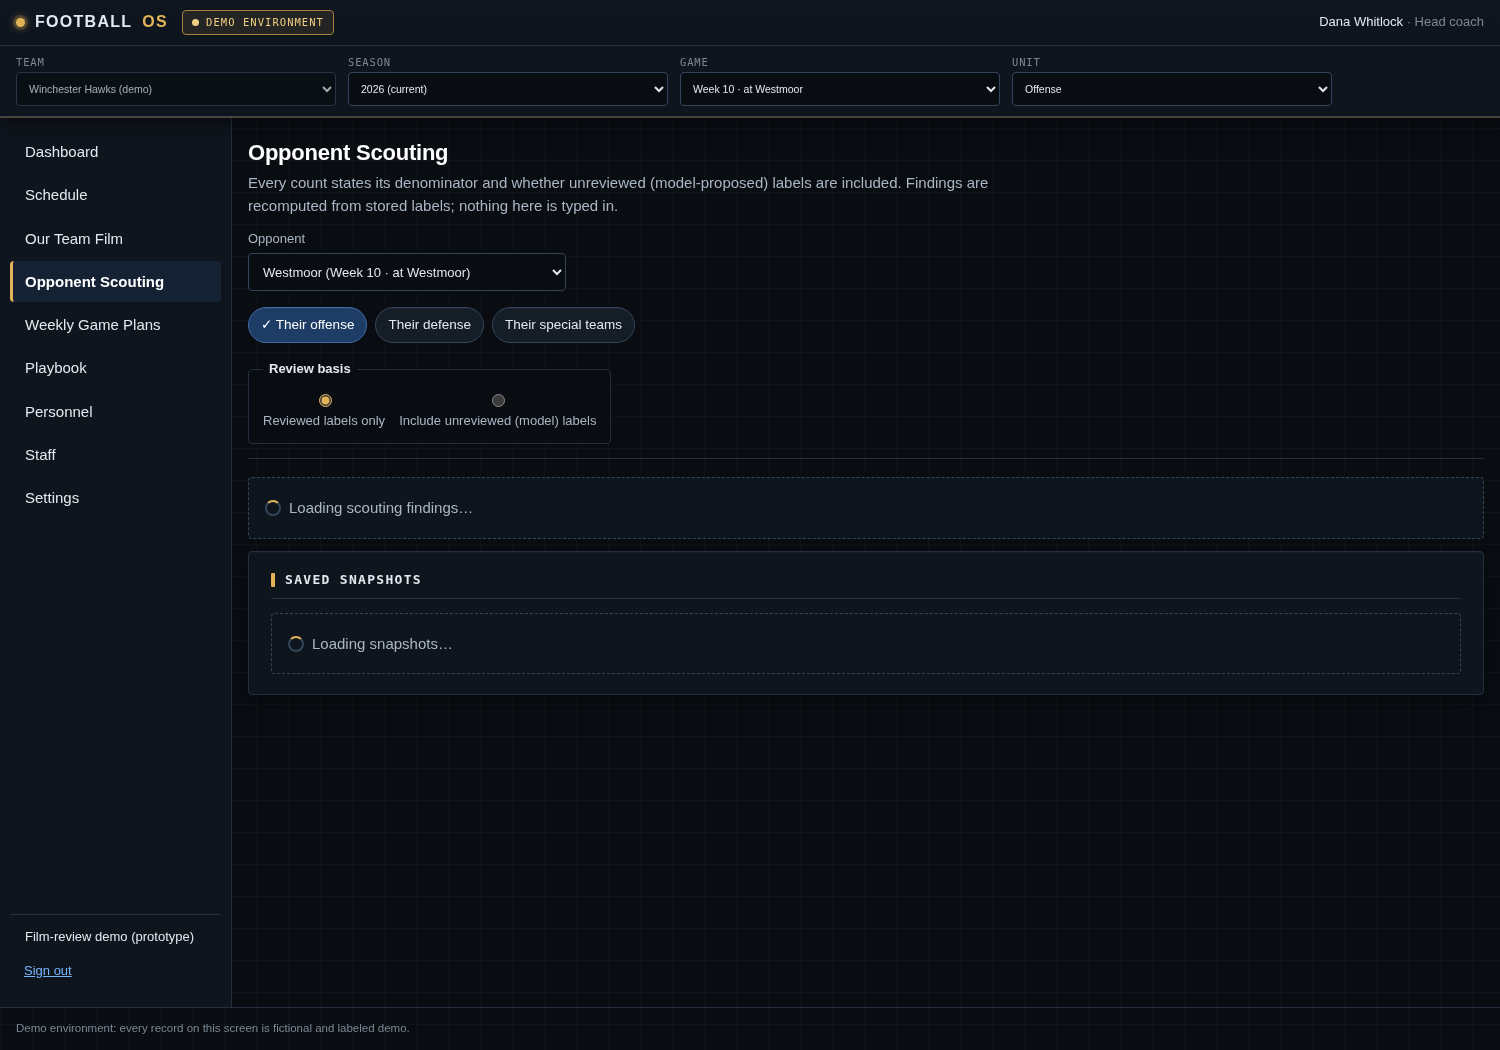 FOOTBALL OS
DEMO ENVIRONMENT
Dana Whitlock · Head coach
TEAM
Winchester Hawks (demo)
SEASON
2026 (current)
GAME
Week 10 · at Westmoor
UNIT
Offense
Dashboard
Schedule
Our Team Film
Opponent Scouting
Weekly Game Plans
Playbook
Personnel
Staff
Settings
Film-review demo (prototype)
Sign out
Opponent Scouting
Every count states its denominator and whether unreviewed (model-proposed) labels are included. Findings are
recomputed from stored labels; nothing here is typed in.
Opponent
Westmoor (Week 10 · at Westmoor)
✓ Their offense
Their defense
Their special teams
Review basis
Reviewed labels only
Include unreviewed (model) labels
Loading scouting findings…
SAVED SNAPSHOTS
Loading snapshots…
Demo environment: every record on this screen is fictional and labeled demo.